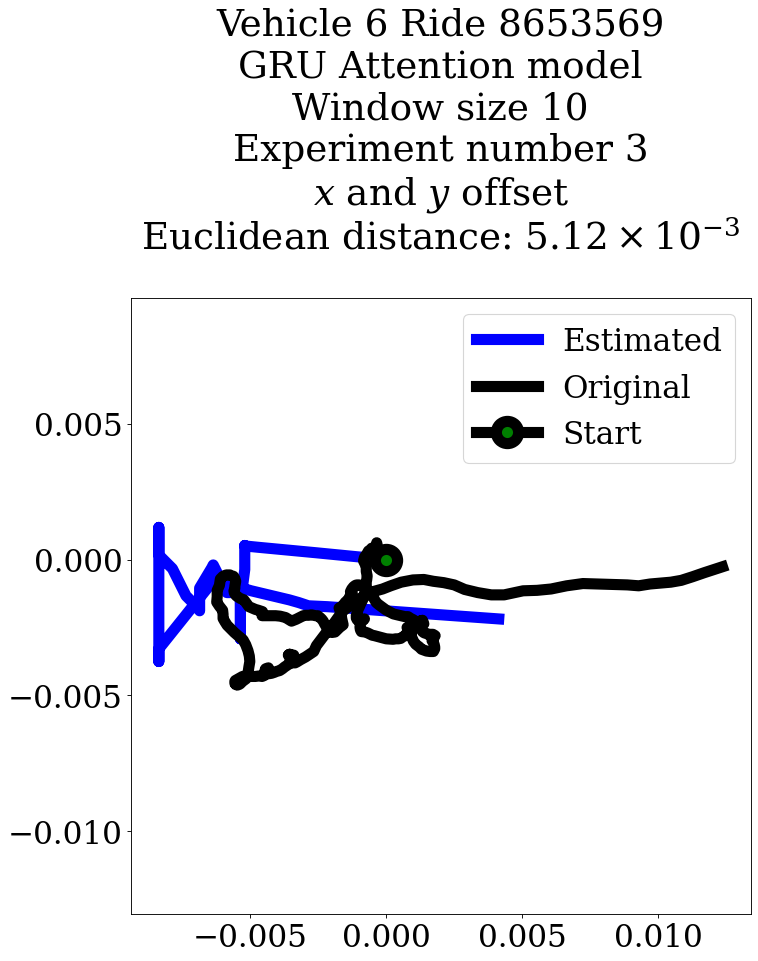 Vehicle 6 Ride 8653569
GRU Attention model
Window size 10
Experiment number 3
x and y offset
Euclidean distance: 5.12 × 10⁻³
Estimated
Original
Start
0.005
0.000
−0.005
−0.010
−0.005 0.000 0.005 0.010